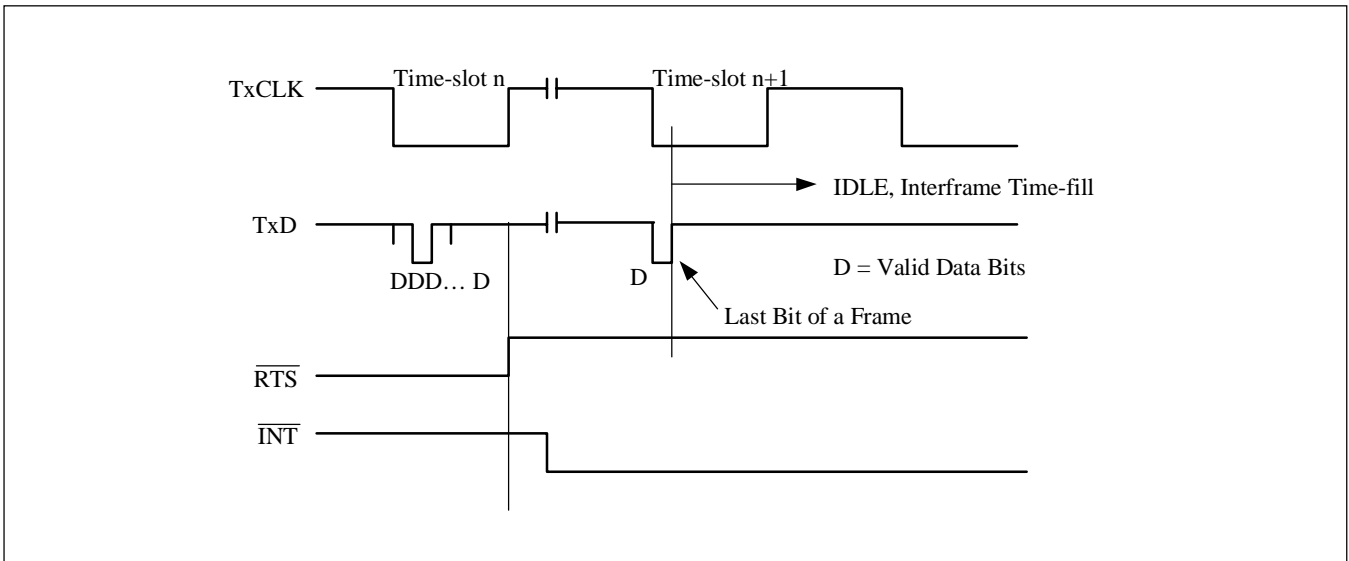 Time-slot n
Time-slot n+1
TxCLK
IDLE, Interframe Time-fill
TxD
DDD… D
D
D = Valid Data Bits
Last Bit of a Frame
RTS
INT